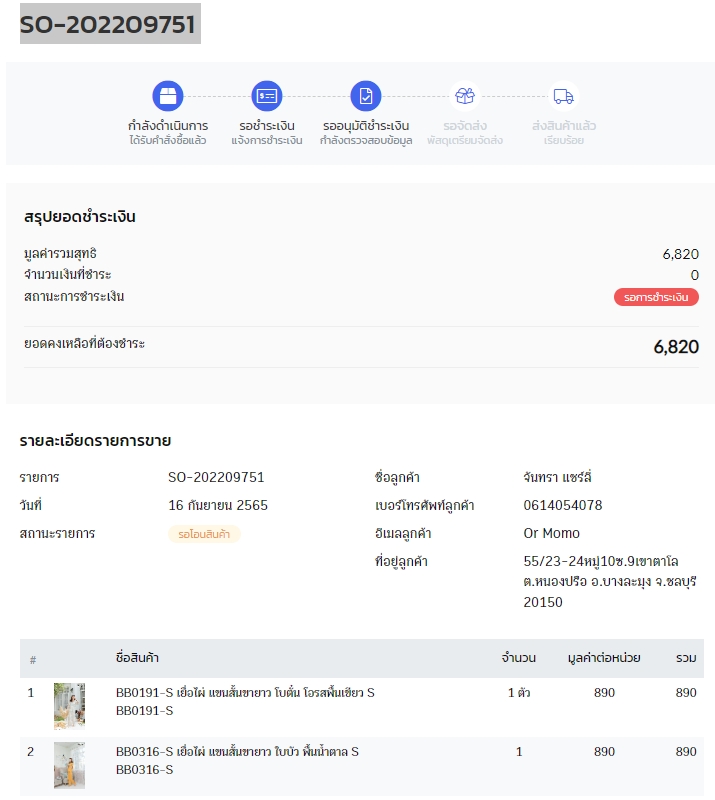 SO-202209751
กำลังดำเนินการ
ได้รับคำสั่งซื้อแล้ว
รอชำระเงิน
แจ้งการชำระเงิน
รออนุมัติชำระเงิน
กำลังตรวจสอบข้อมูล
รอจัดส่ง
พัสดุเตรียมจัดส่ง
ส่งสินค้าแล้ว
เรียบร้อย
สรุปยอดชำระเงิน
มูลค่ารวมสุทธิ 6,820
จำนวนเงินที่ชำระ 0
สถานะการชำระเงิน รอการชำระเงิน
ยอดคงเหลือที่ต้องชำระ 6,820
รายละเอียดรายการขาย
รายการ SO-202209751
วันที่ 16 กันยายน 2565
สถานะรายการ รอโอนสินค้า
ชื่อลูกค้า จันทรา แชร์ลี่
เบอร์โทรศัพท์ลูกค้า 0614054078
อีเมลลูกค้า Or Momo
ที่อยู่ลูกค้า 55/23-24หมู่10ซ.9เขาตาโล
ต.หนองปรือ อ.บางละมุง จ.ชลบุรี
20150
# ชื่อสินค้า จำนวน มูลค่าต่อหน่วย รวม
1 BB0191-S เยื่อไผ่ แขนสั้นขายาว โบตั๋น โอรสพื้นเขียว S 1 ตัว 890 890
BB0191-S
2 BB0316-S เยื่อไผ่ แขนสั้นขายาว ใบบัว พื้นน้ำตาล S 1 890 890
BB0316-S